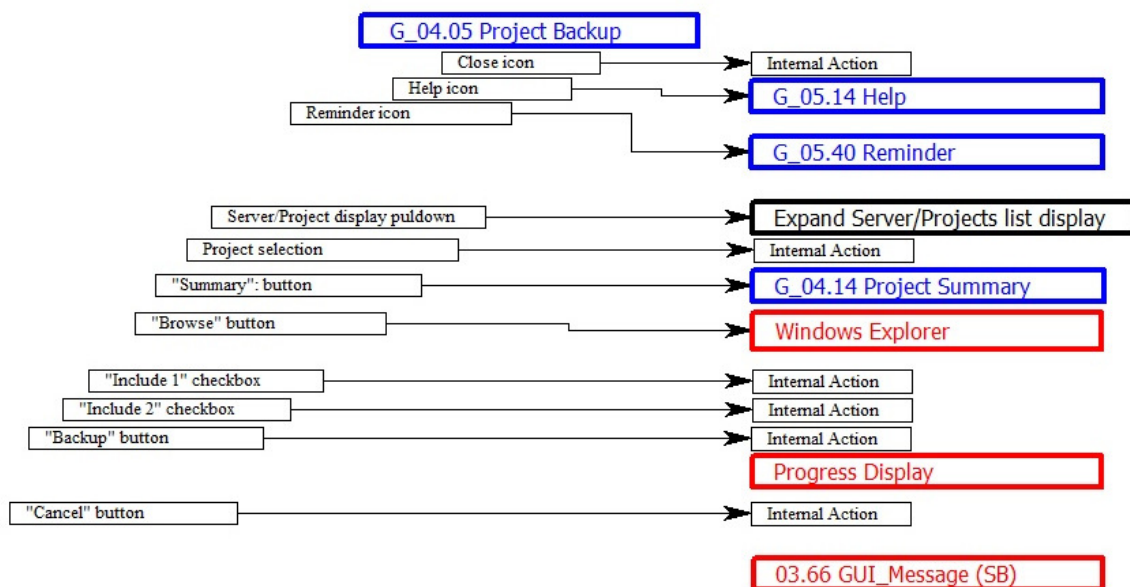 G_04.05 Project Backup
Close icon
Internal Action
Help icon
G_05.14 Help
Reminder icon
G_05.40 Reminder
Server/Project display puldown
Expand Server/Projects list display
Project selection
Internal Action
"Summary": button
G_04.14 Project Summary
"Browse" button
Windows Explorer
"Include 1" checkbox
Internal Action
"Include 2" checkbox
Internal Action
"Backup" button
Internal Action
Progress Display
"Cancel" button
Internal Action
03.66 GUI_Message (SB)